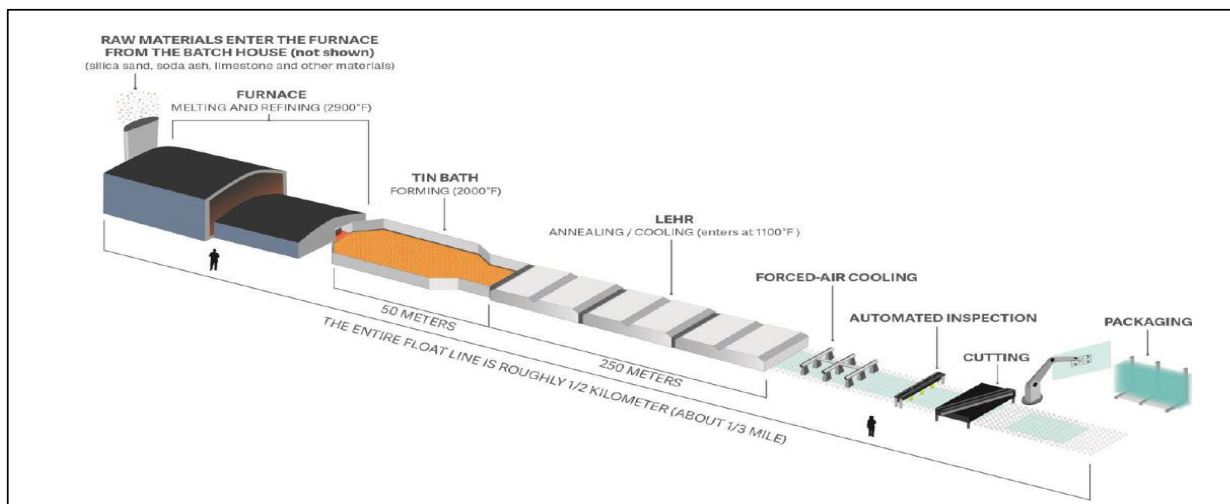 RAW MATERIALS ENTER THE FURNACE
FROM THE BATCH HOUSE (not shown)
(silica sand, soda ash, limestone and other materials)
FURNACE
MELTING AND REFINING (2900°F)
TIN BATH
FORMING (2000°F)
LEHR
ANNEALING / COOLING (enters at 1100°F )
FORCED-AIR COOLING
AUTOMATED INSPECTION
CUTTING
PACKAGING
50 METERS
250 METERS
THE ENTIRE FLOAT LINE IS ROUGHLY 1/2 KILOMETER (ABOUT 1/3 MILE)